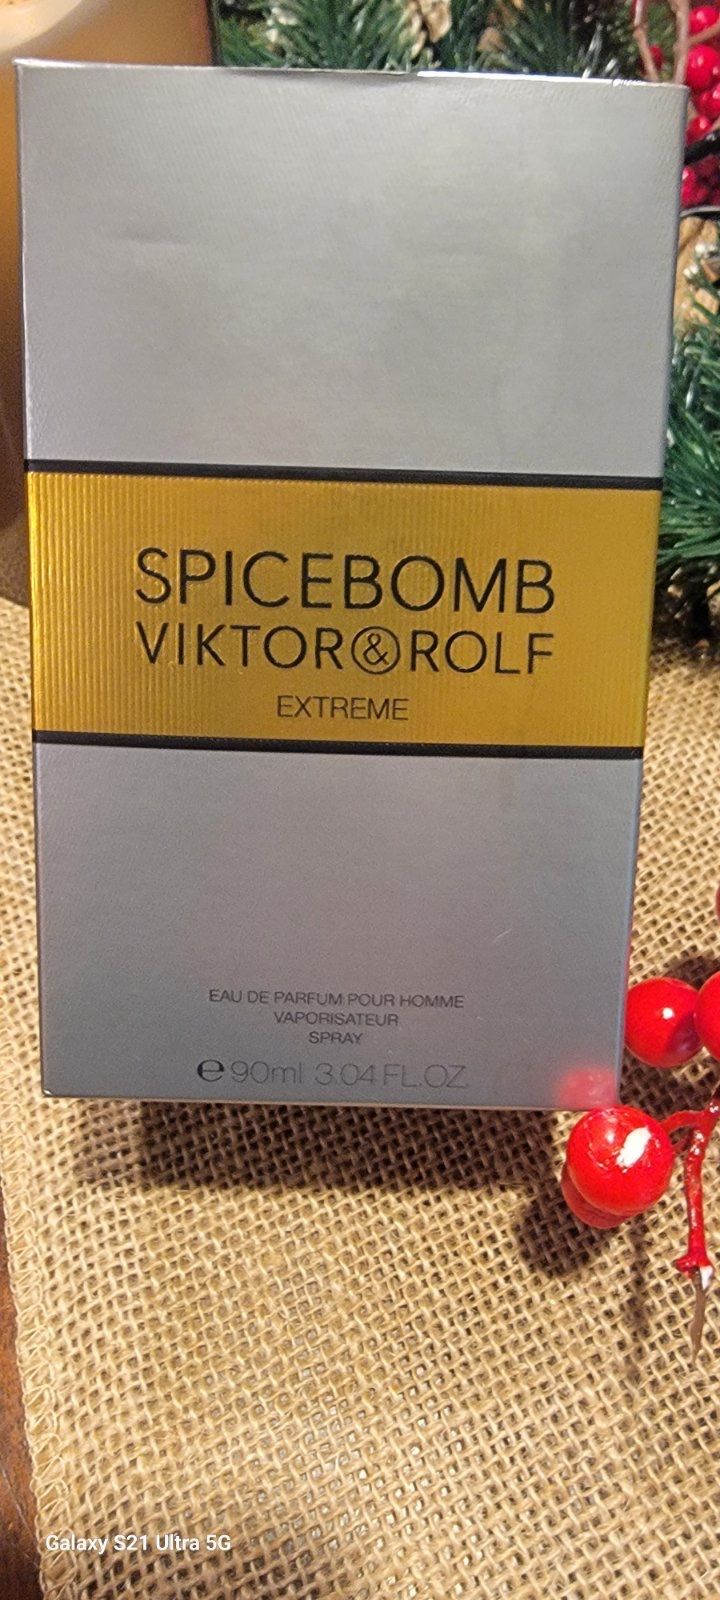 SPICEBOMB
VIKTOR&ROLF
EXTREME
EAU DE PARFUM POUR HOMME
VAPORISATEUR
SPRAY
℮ 90ml 3.04 FL.OZ.
Galaxy S21 Ultra 5G